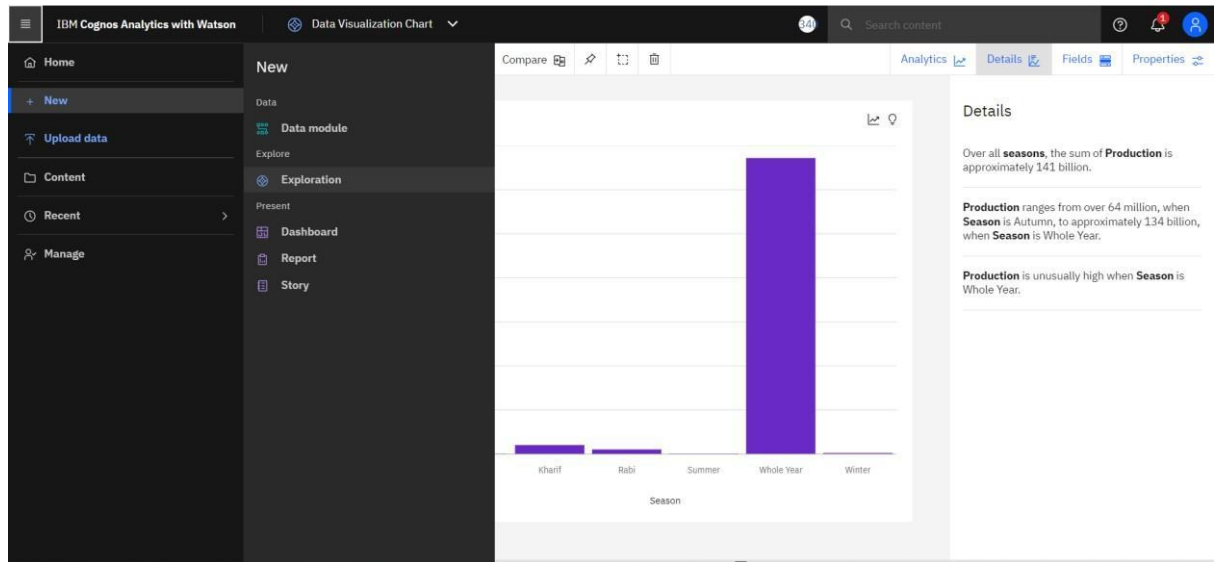 IBM Cognos Analytics with Watson
Data Visualization Chart
Search content
1
Home
New
Upload data
Content
Recent
Manage
New
Data
Data module
Explore
Exploration
Present
Dashboard
Report
Story
Compare
Analytics
Details
Fields
Properties
Kharif
Rabi
Summer
Whole Year
Winter
Season
Details
Over all seasons, the sum of Production is
approximately 141 billion.
Production ranges from over 64 million, when
Season is Autumn, to approximately 134 billion,
when Season is Whole Year.
Production is unusually high when Season is
Whole Year.